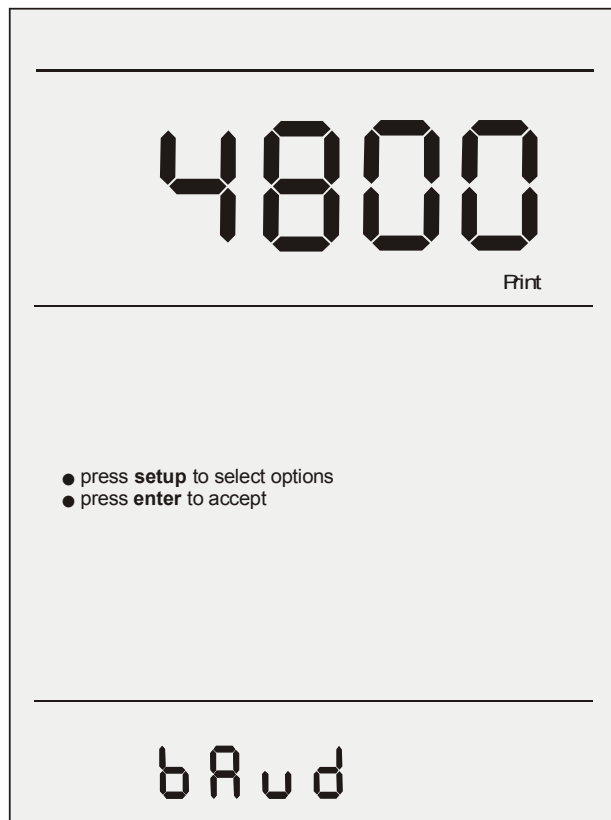 4800
Print
● press setup to select options
● press enter to accept
bAud